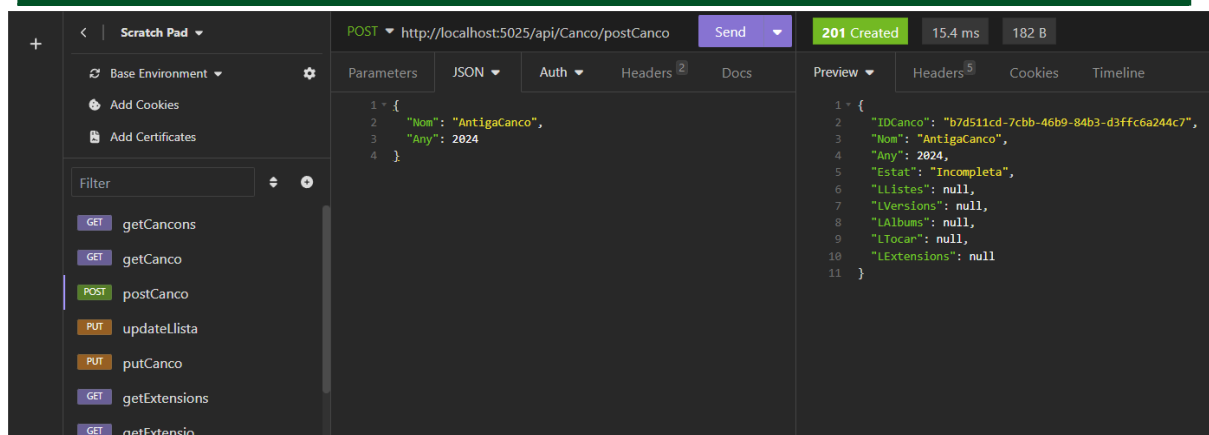 +
Scratch Pad
Base Environment
Add Cookies
Add Certificates
Filter
GET getCancons
GET getCanco
POST postCanco
PUT updateLlista
PUT putCanco
GET getExtensions
GET getExtensio
POST http://localhost:5025/api/Canco/postCanco Send
Parameters JSON Auth Headers 2 Docs
1 {
2 "Nom": "AntigaCanco",
3 "Any": 2024
4 }
201 Created 15.4 ms 182 B
Preview Headers 5 Cookies Timeline
1 {
2 "IDCanco": "b7d511cd-7cbb-46b9-84b3-d3ffc6a244c7",
3 "Nom": "AntigaCanco",
4 "Any": 2024,
5 "Estat": "Incompleta",
6 "LListes": null,
7 "LVersions": null,
8 "LAlbums": null,
9 "LTocar": null,
10 "LExtensions": null
11 }